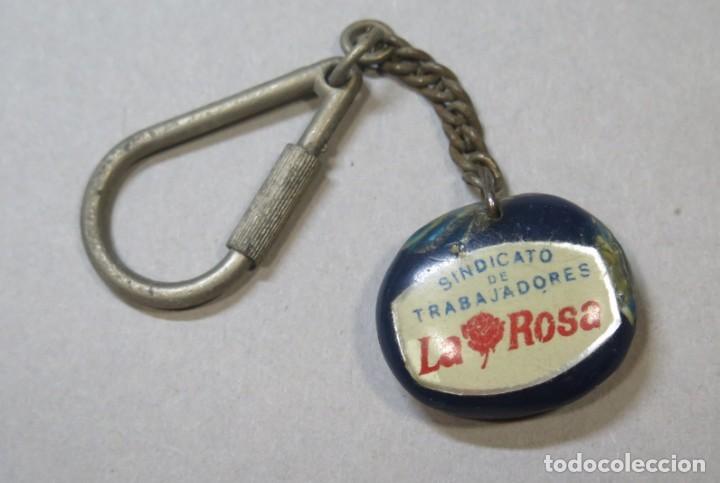 SINDICATO
DE
TRABAJADORES
La Rosa
todocoleccion